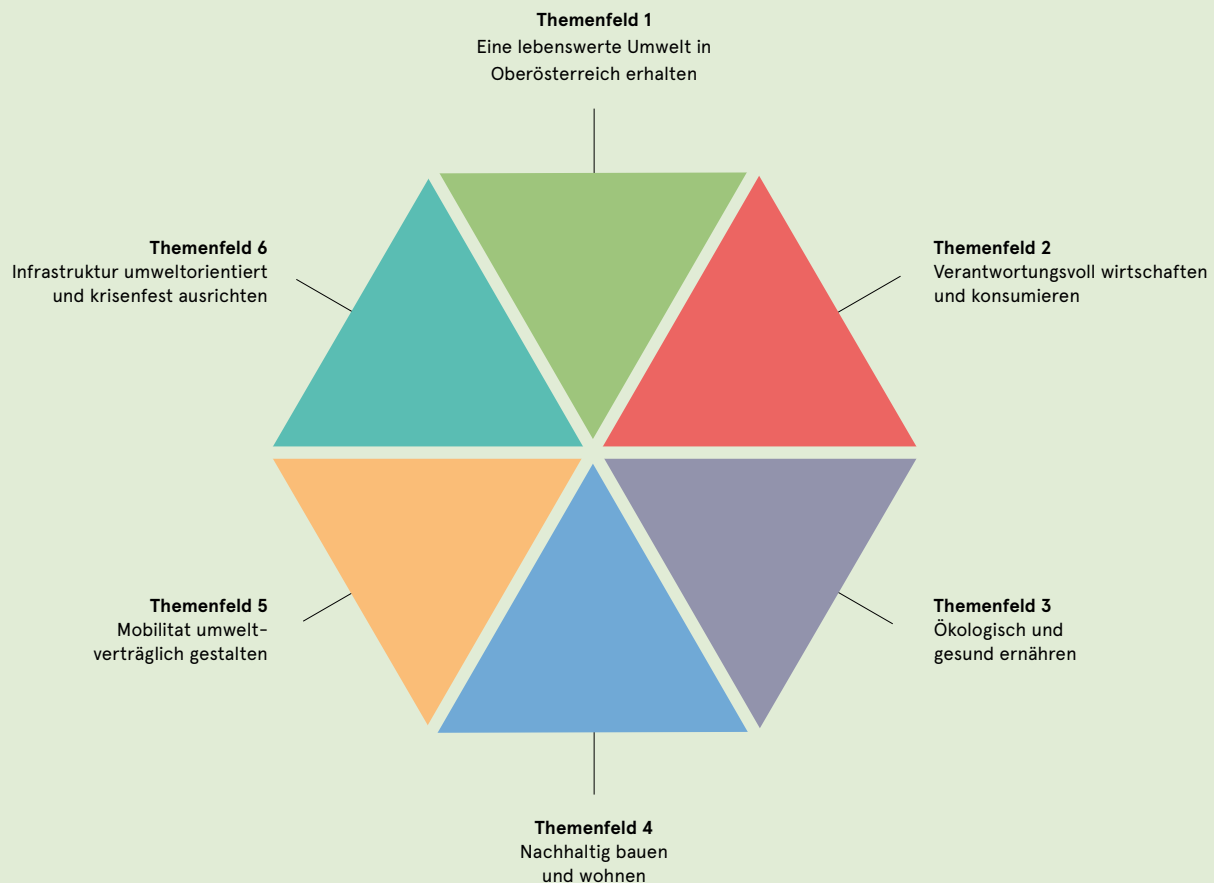 Themenfeld 1
Eine lebenswerte Umwelt in
Oberösterreich erhalten
Themenfeld 6
Infrastruktur umweltorientiert
und krisenfest ausrichten
Themenfeld 2
Verantwortungsvoll wirtschaften
und konsumieren
Themenfeld 5
Mobilitat umwelt-
verträglich gestalten
Themenfeld 3
Ökologisch und
gesund ernähren
Themenfeld 4
Nachhaltig bauen
und wohnen